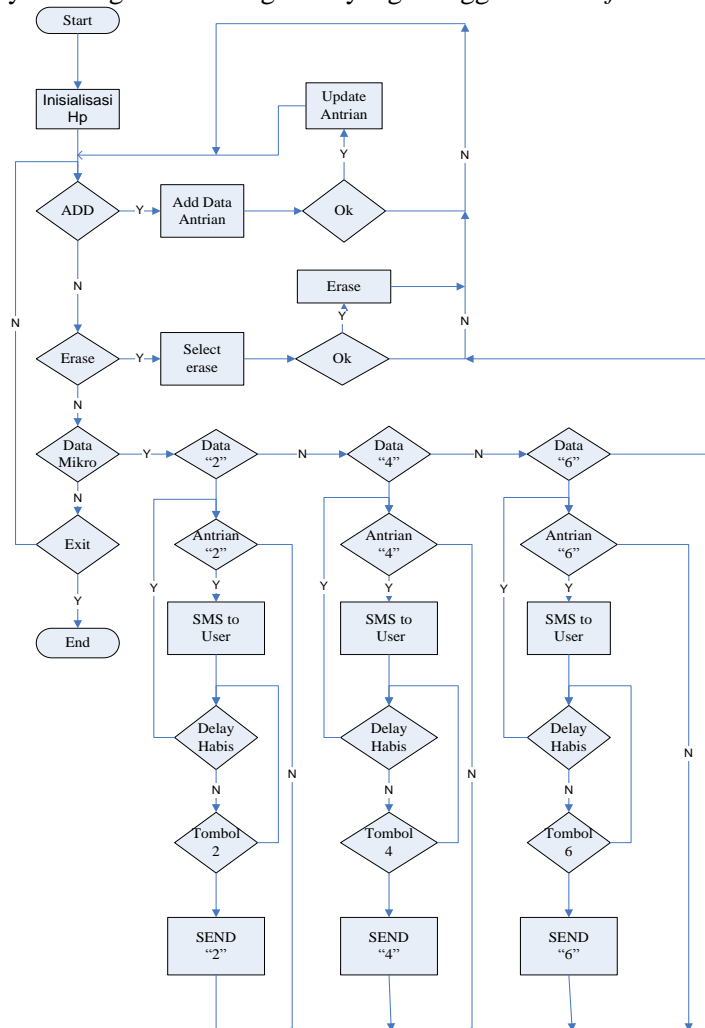 Start
Inisialisasi
Hp
Update
Antrian
Y
N
ADD
Y
Add Data
Antrian
Ok
N
N
Erase
Y
N
Erase
Y
Select
erase
Ok
N
Data
Mikro
Y
Data
“2”
N
Data
“4”
N
Data
“6”
N
Exit
Antrian
“2”
Antrian
“4”
Antrian
“6”
Y
Y
Y
Y
Y
Y
Y
End
SMS to
User
SMS to
User
SMS to
User
Delay
Habis
Delay
Habis
Delay
Habis
N
N
N
N
N
N
Tombol
2
Tombol
4
Tombol
6
SEND
“2”
SEND
“4”
SEND
“6”